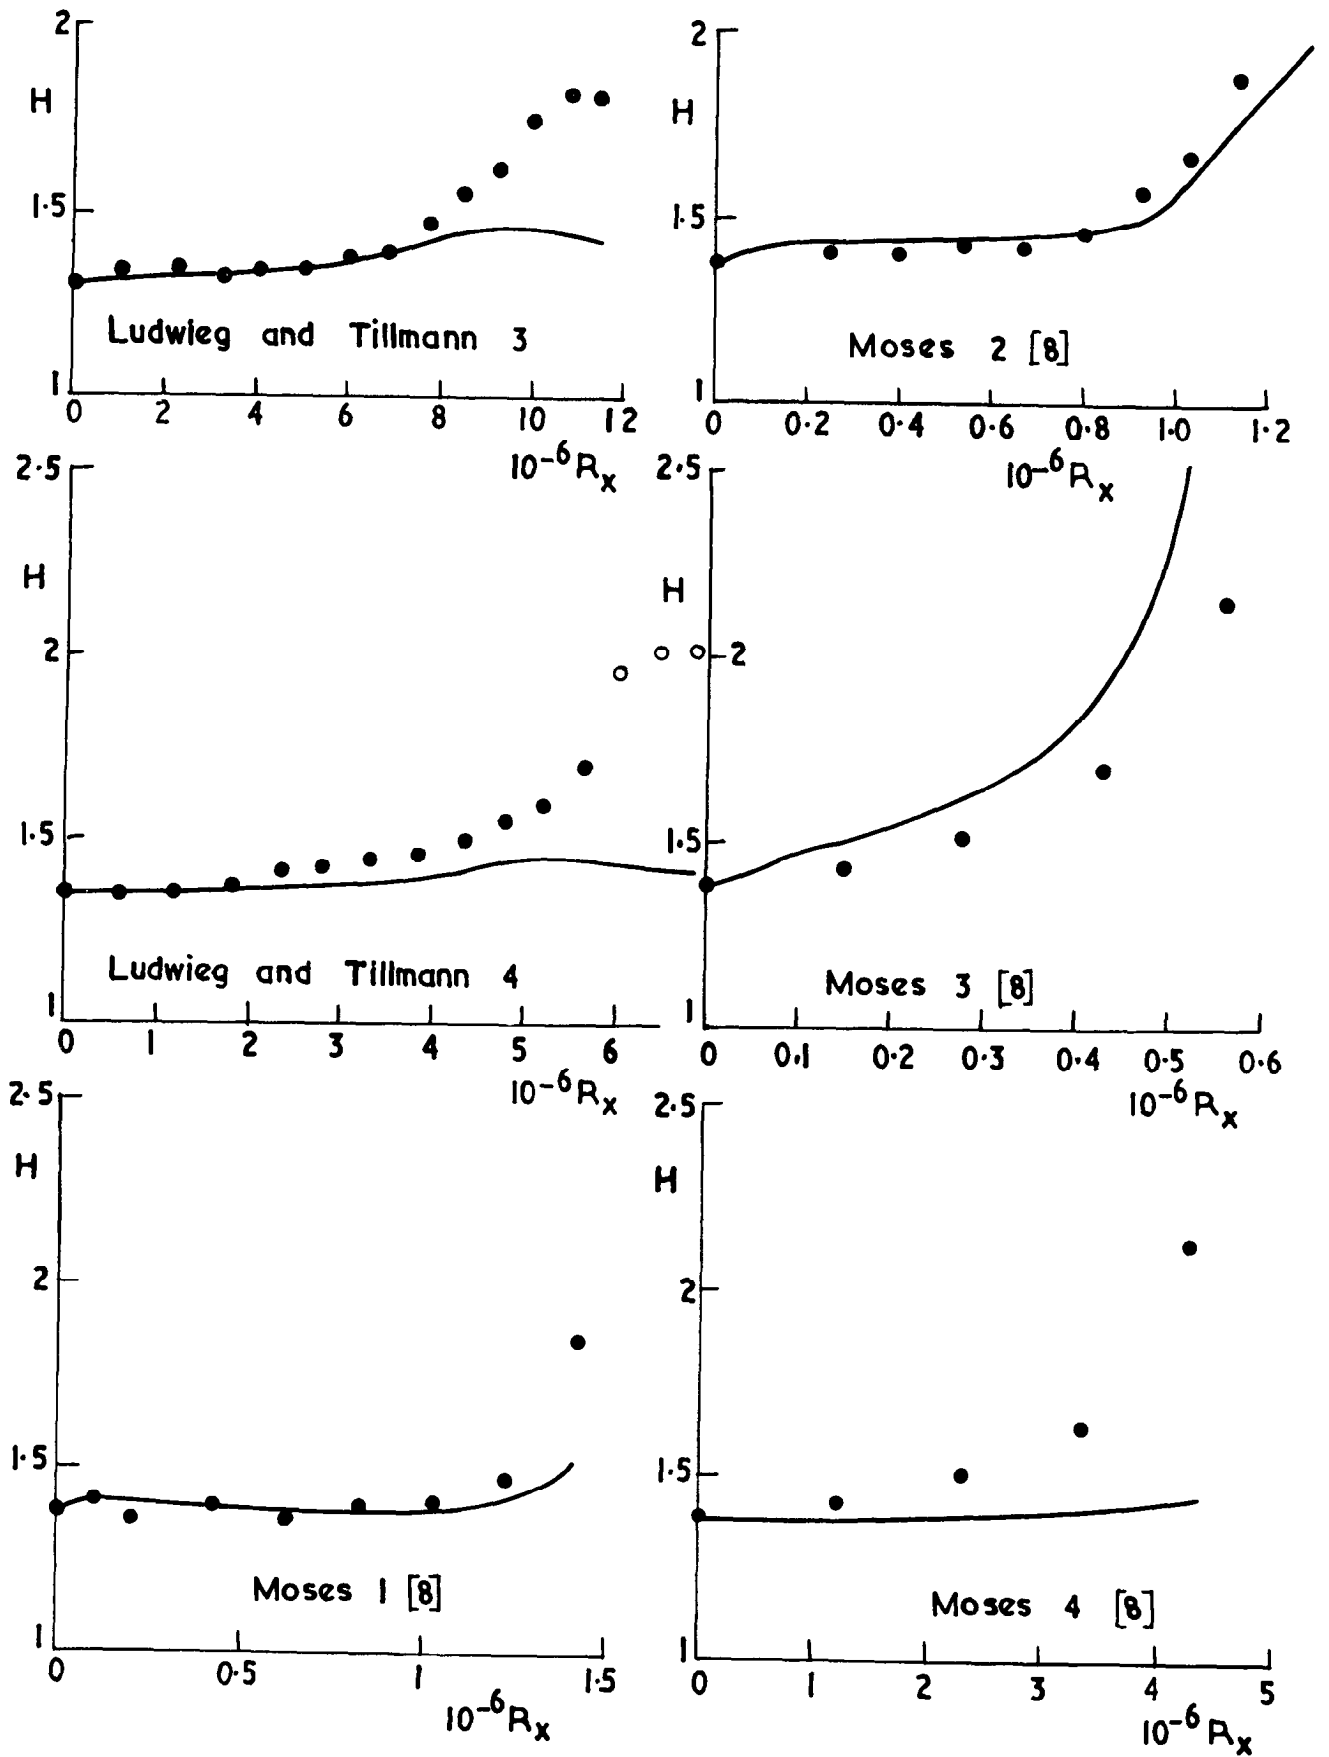 2
H
1.5
1
0 2 4 6 8 10 12
10⁻⁶Rₓ
Ludwieg and Tillmann 3
2
H
1.5
1
0 0.2 0.4 0.6 0.8 1.0 1.2
10⁻⁶Rₓ
Moses 2 [8]
2.5
H
2
1.5
1
0 1 2 3 4 5 6
10⁻⁶Rₓ
Ludwieg and Tillmann 4
2.5
H
2
1.5
1
0 0.1 0.2 0.3 0.4 0.5 0.6
10⁻⁶Rₓ
Moses 3 [8]
2.5
H
2
1.5
1
0 0.5 1 1.5
10⁻⁶Rₓ
Moses 1 [8]
2.5
H
2
1.5
1
0 1 2 3 4 5
10⁻⁶Rₓ
Moses 4 [8]